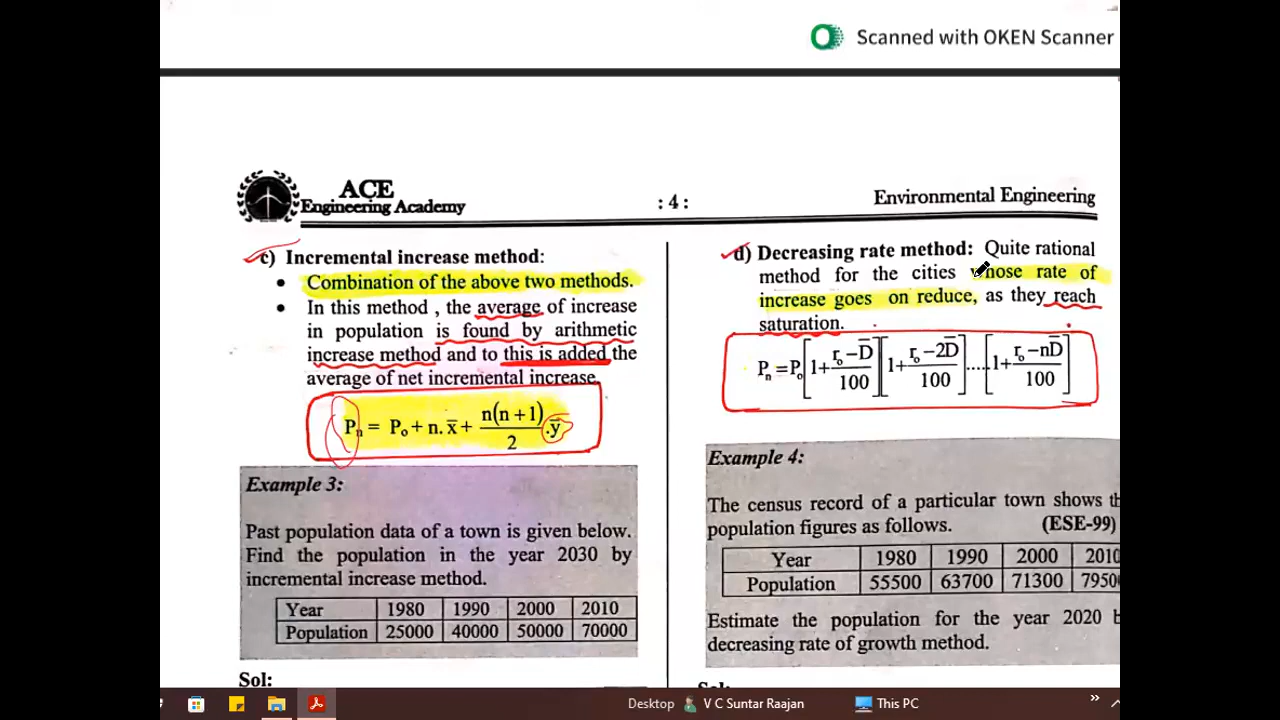 Scanned with OKEN Scanner
ACE
Engineering Academy
: 4 :
Environmental Engineering
c) Incremental increase method:
• Combination of the above two methods.
• In this method , the average of increase
in population is found by arithmetic
increase method and to this is added the
average of net incremental increase.
Pn = Po + n.x̅ + n(n + 1)/2 .y̅
Example 3:
Past population data of a town is given below.
Find the population in the year 2030 by
incremental increase method.
Year 1980 1990 2000 2010
Population 25000 40000 50000 70000
Sol:
d) Decreasing rate method: Quite rational
method for the cities whose rate of
increase goes on reduce, as they reach
saturation.
Pn = Po [1 + (ro − D̅)/100] [1 + (ro − 2D̅)/100] .... [1 + (ro − nD̅)/100]
Example 4:
The census record of a particular town shows
population figures as follows. (ESE-99)
Year 1980 1990 2000 2010
Population 55500 63700 71300
Estimate the population for the year 2020
decreasing rate of growth method.
Desktop V C Suntar Raajan This PC »